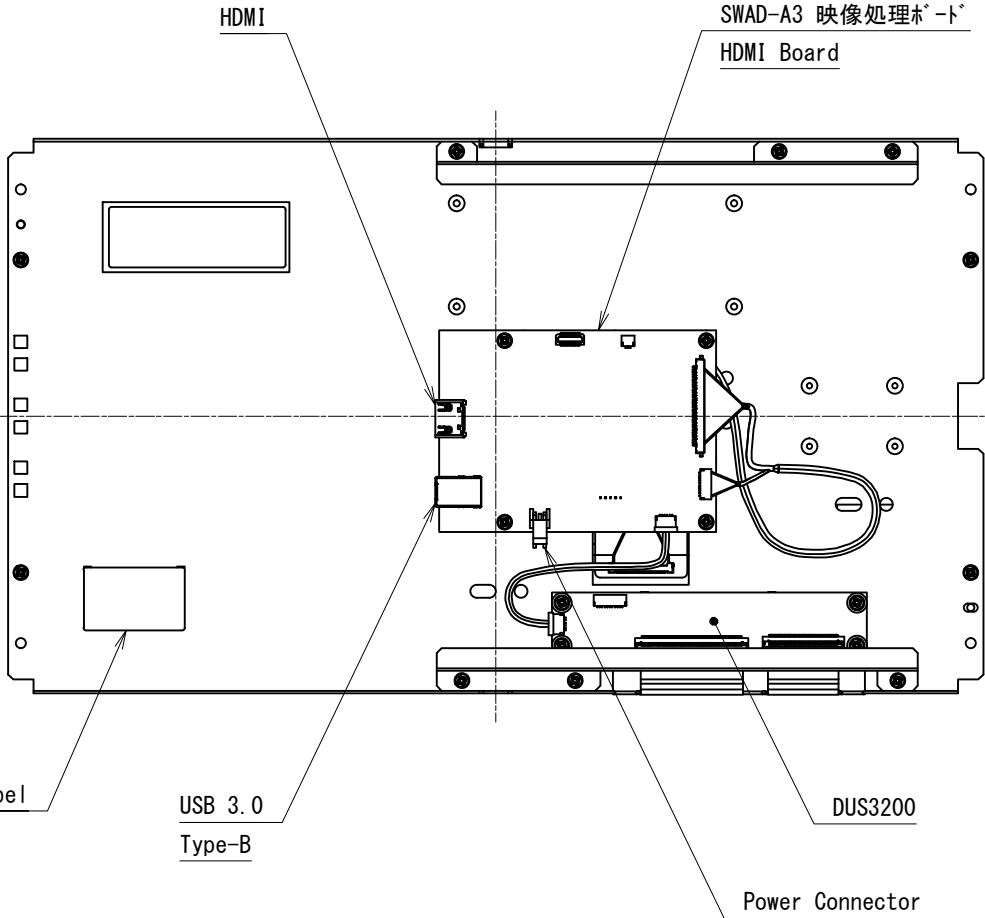 HDMI
SWAD-A3 映像処理ﾎﾞｰﾄﾞ
HDMI Board
USB 3.0
Type-B
DUS3200
Power Connector